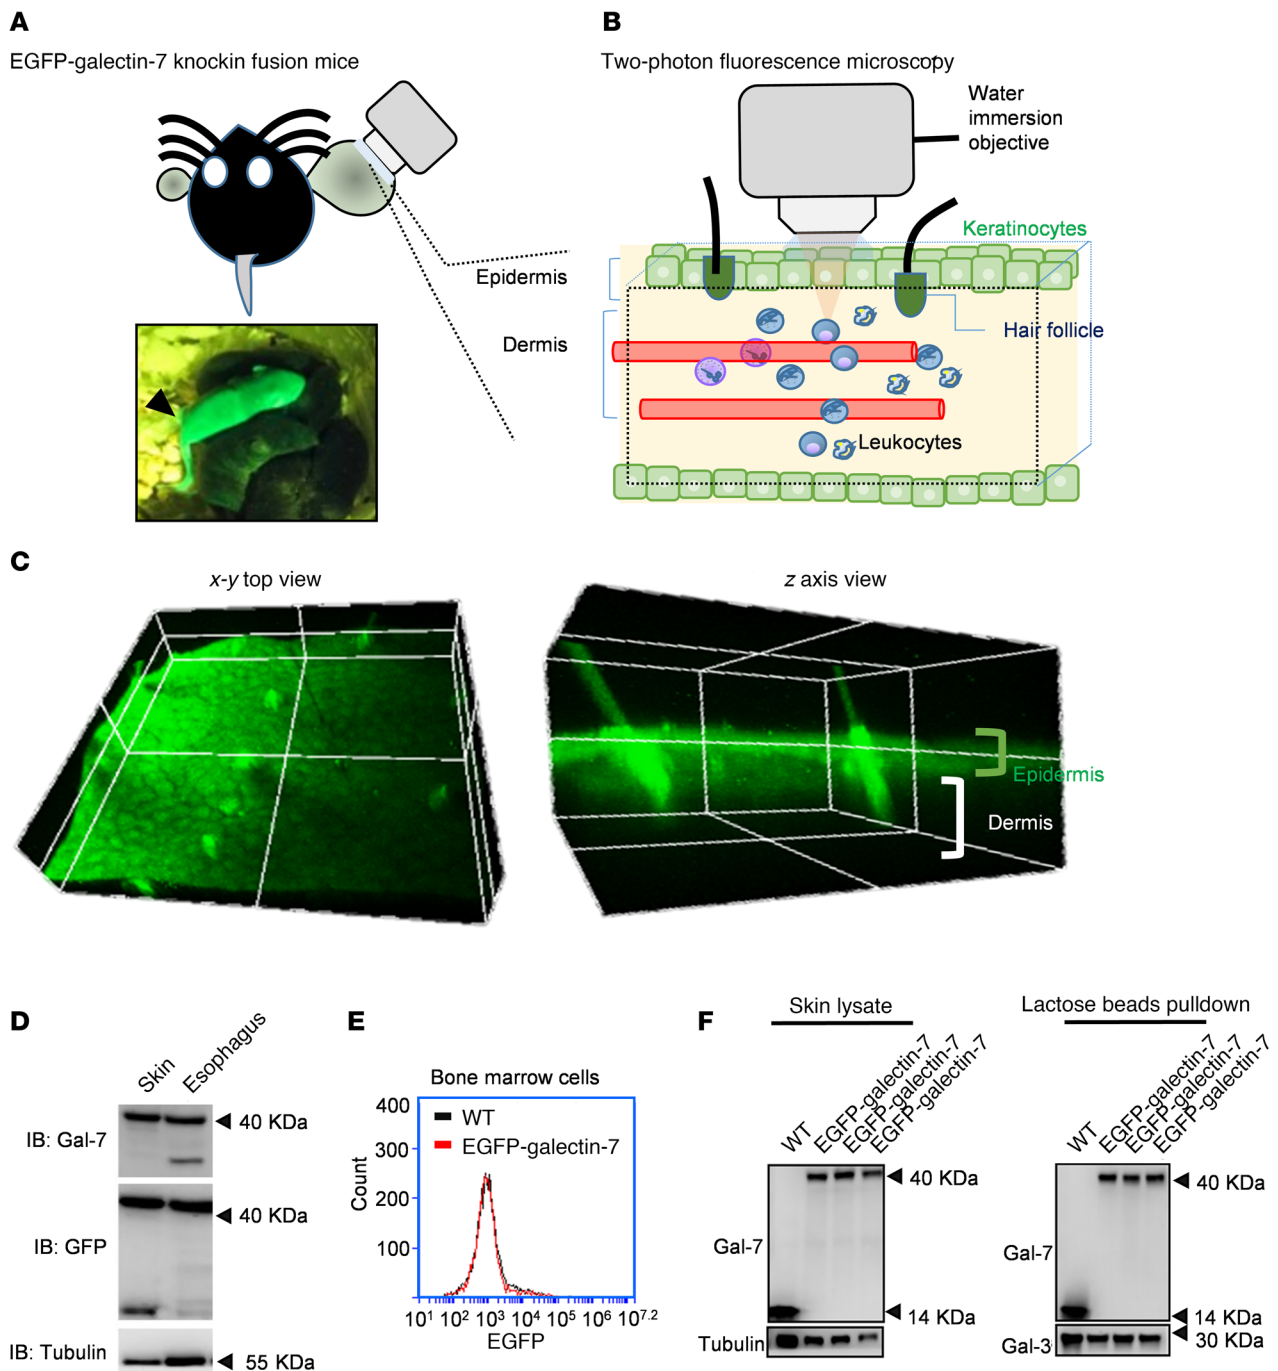 A
EGFP-galectin-7 knockin fusion mice
B
Two-photon fluorescence microscopy
Water
immersion
objective
Keratinocytes
Epidermis
Dermis
Hair follicle
Leukocytes
C
x-y top view
z axis view
Epidermis
Dermis
D
Skin
Esophagus
IB: Gal-7
40 KDa
IB: GFP
40 KDa
IB: Tubulin
55 KDa
E
Bone marrow cells
400
300
200
100
Count
WT
EGFP-galectin-7
10¹ 10² 10³ 10⁴ 10⁵ 10⁶ 10⁷·²
EGFP
F
Skin lysate
WT
EGFP-galectin-7
EGFP-galectin-7
EGFP-galectin-7
40 KDa
Gal-7
14 KDa
Tubulin
Lactose beads pulldown
WT
EGFP-galectin-7
EGFP-galectin-7
EGFP-galectin-7
40 KDa
Gal-7
14 KDa
Gal-3
30 KDa